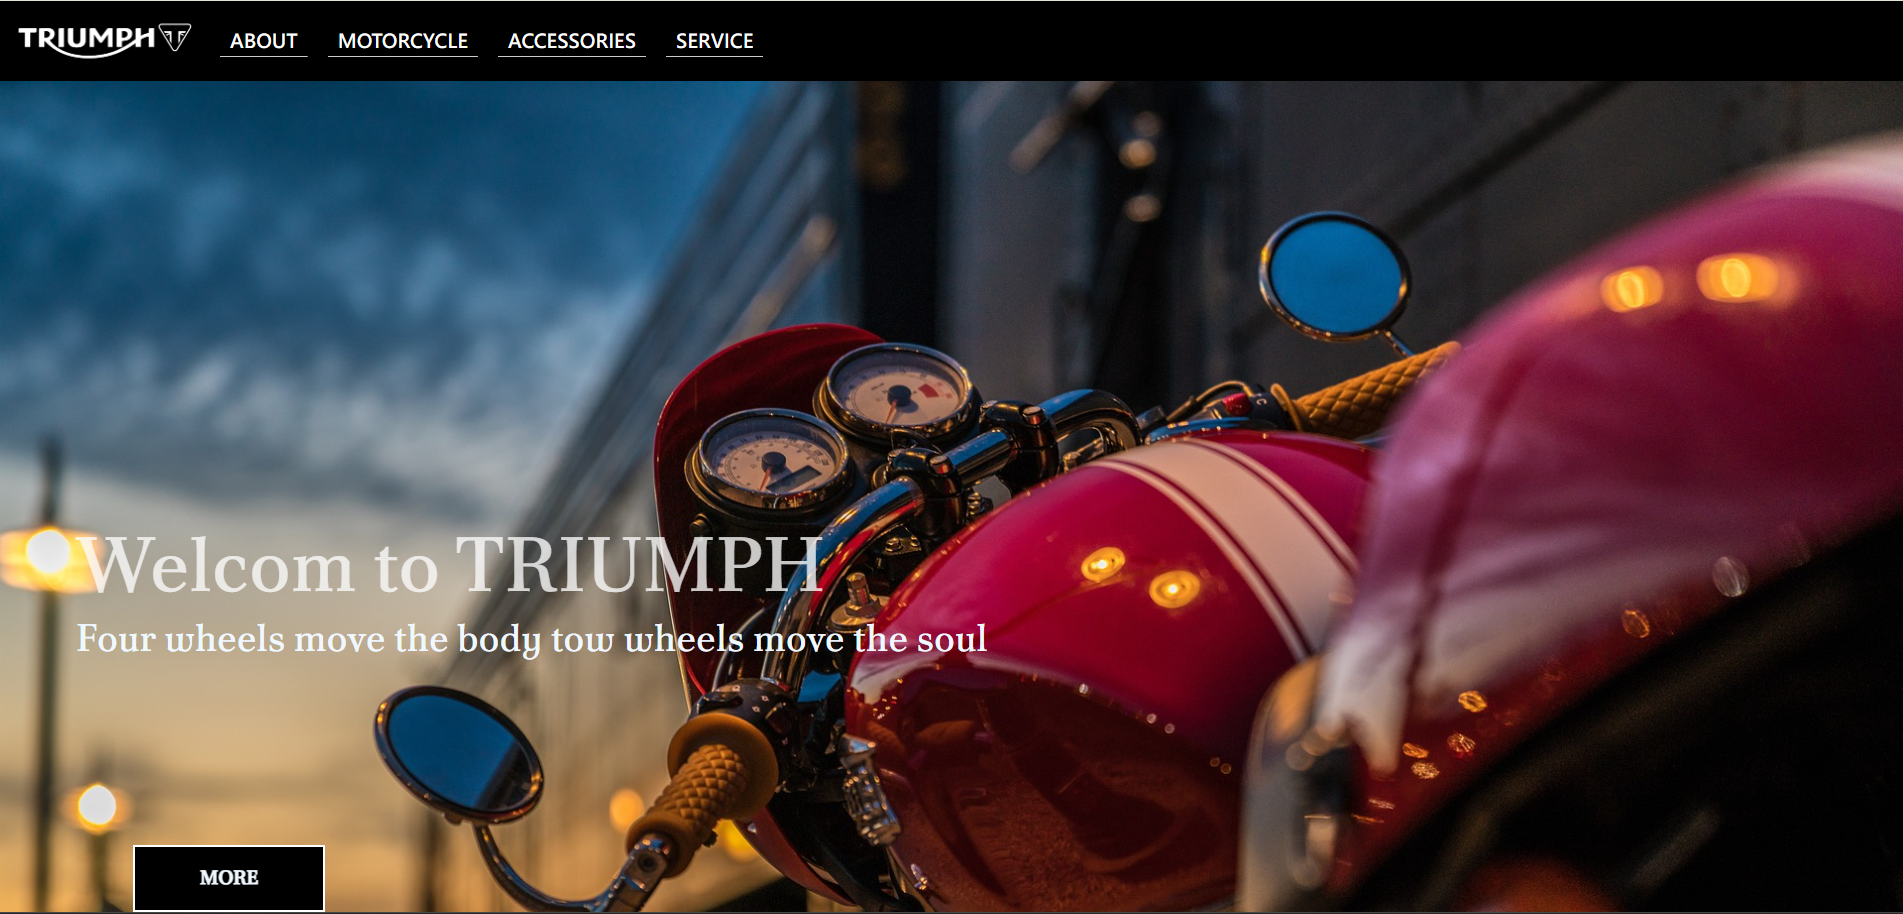 TRIUMPH
ABOUT MOTORCYCLE ACCESSORIES SERVICE
Welcom to TRIUMPH
Four wheels move the body tow wheels move the soul
MORE